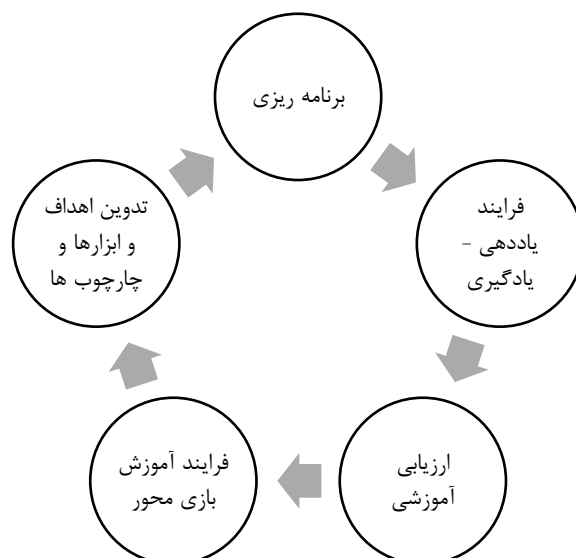 برنامه ریزی
فرایند
یاددهی -
یادگیری
ارزیابی
آموزشی
فرایند آموزش
بازی محور
تدوین اهداف
و ابزارها و
چارچوب ها